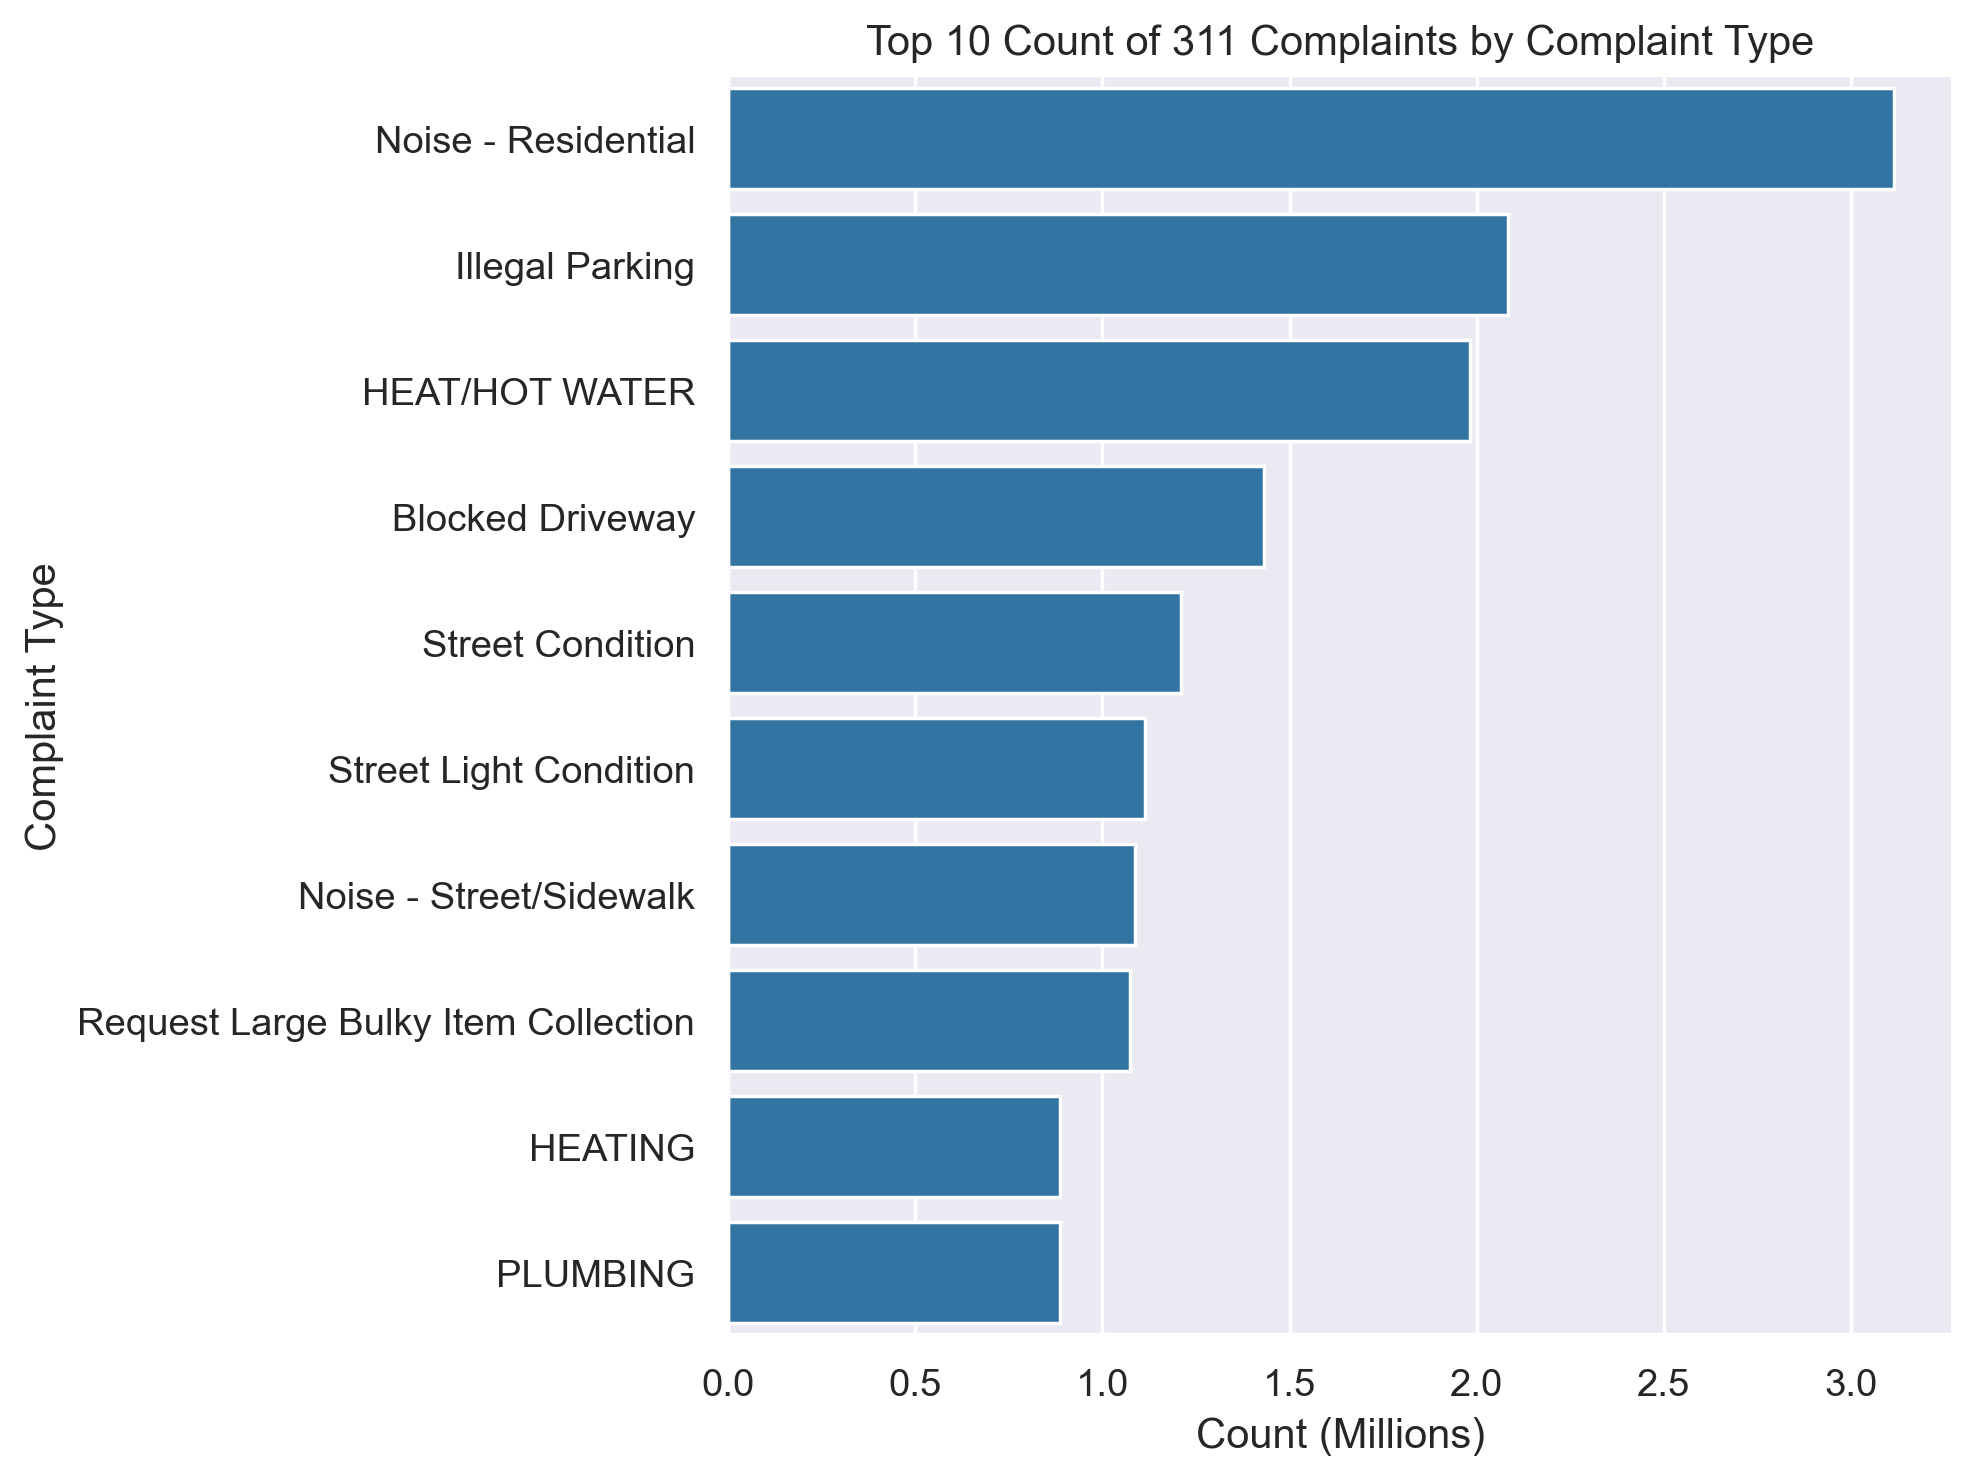 Top 10 Count of 311 Complaints by Complaint Type
Complaint Type
Noise - Residential
Illegal Parking
HEAT/HOT WATER
Blocked Driveway
Street Condition
Street Light Condition
Noise - Street/Sidewalk
Request Large Bulky Item Collection
HEATING
PLUMBING
0.0 0.5 1.0 1.5 2.0 2.5 3.0
Count (Millions)